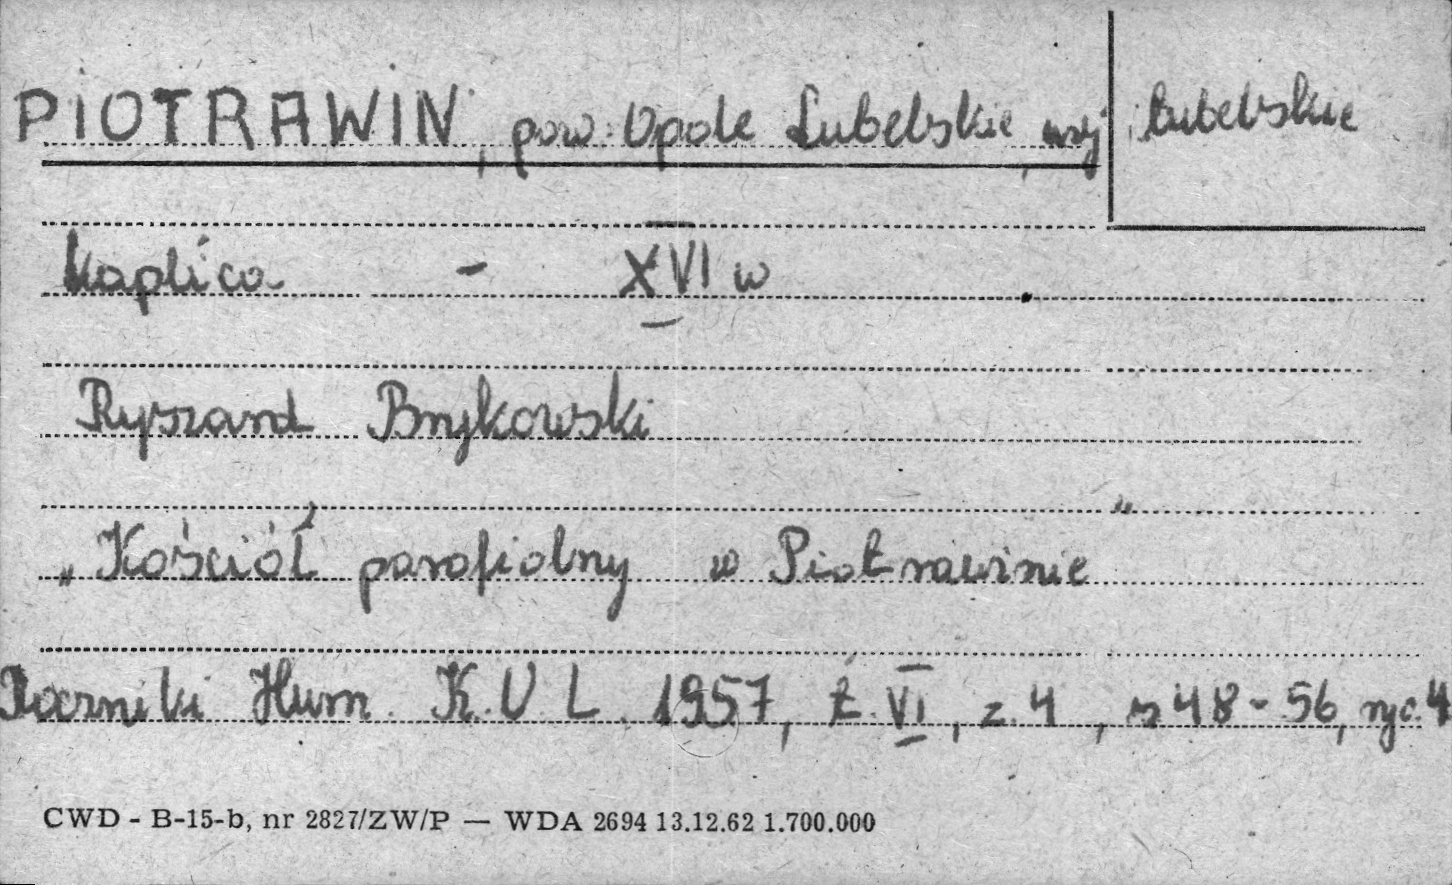 PIOTRAWIN, pow. Opole Lubelskie, woj. Lubelskie
Kaplica - XVI w
Ryszard Brykowski
„Kościół parafialny w Piotrawinie"
Roczniki Hum. K.U L. 1957, t. VI, z. 4, s 48-56, ryc. 4
CWD - B-15-b, nr 2827/ZW/P — WDA 2694 13.12.62 1.700.000